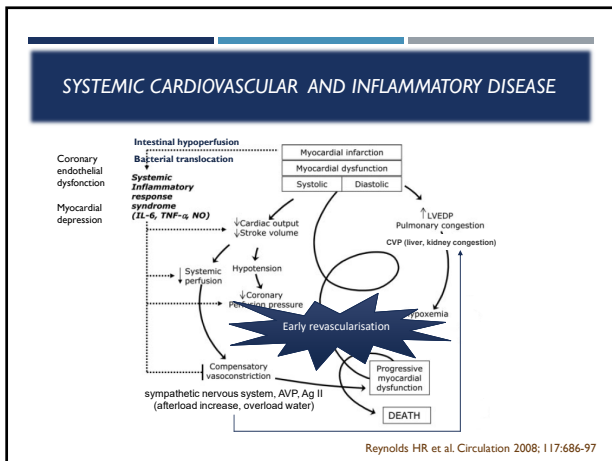 SYSTEMIC CARDIOVASCULAR AND INFLAMMATORY DISEASE
Intestinal hypoperfusion
Bacterial translocation
Coronary
endothelial
dysfonction
Myocardial
depression
Systemic
Inflammatory
response
syndrome
(IL-6, TNF-α, NO)
Myocardial infarction
Myocardial dysfunction
Systolic
Diastolic
↓Cardiac output
↓Stroke volume
↑LVEDP
Pulmonary congestion
CVP (liver, kidney congestion)
↓ Systemic
perfusion
Hypotension
↓Coronary
pressure
Early revascularisation
Compensatory
vasoconstriction
sympathetic nervous system, AVP, Ag II
(afterload increase, overload water)
Progressive
myocardial
dysfunction
DEATH
Reynolds HR et al. Circulation 2008; 117:686-97